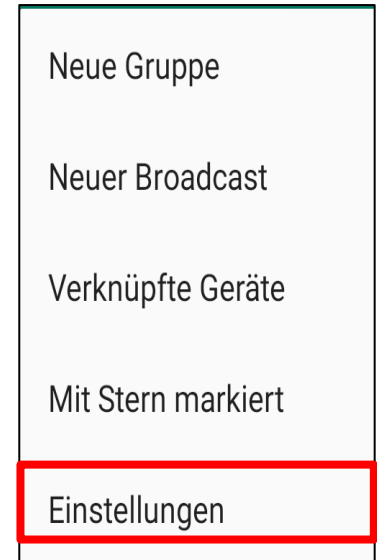 Neue Gruppe
Neuer Broadcast
Verknüpfte Geräte
Mit Stern markiert
Einstellungen